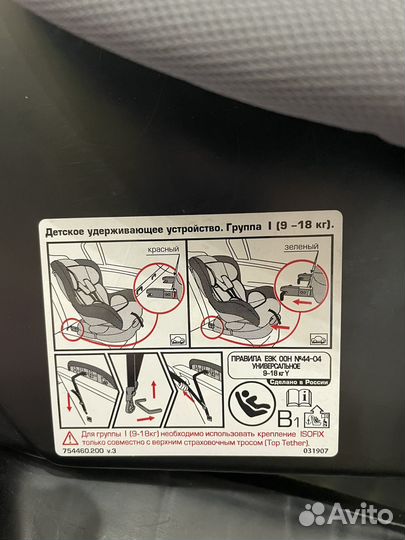 Детское удерживающее устройство. Группа I (9 -18 кг).
красный
зеленый
ПРАВИЛА ЕЭК ООН №44-04
УНИВЕРСАЛЬНОЕ
9-18 кг Y
Сделано в России
B1
Для группы I (9-18кг) необходимо использовать крепление ISOFIX
только совместно с верхним страховочным тросом (Top Tether).
754460.200 v.3
031907
Avito